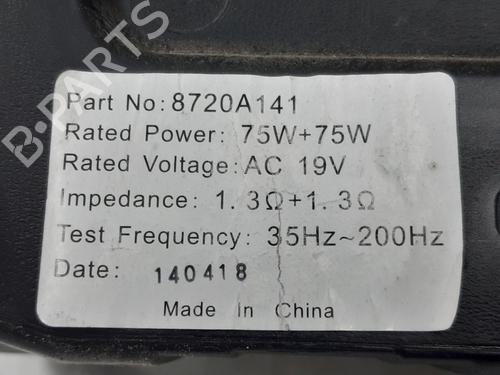 B-PARTS
Part No:8720A141
Rated Power: 75W+75W
Rated Voltage:AC 19V
Impedance: 1.3Ω+1.3Ω
Test Frequency: 35Hz~200Hz
Date: 140418
Made In China